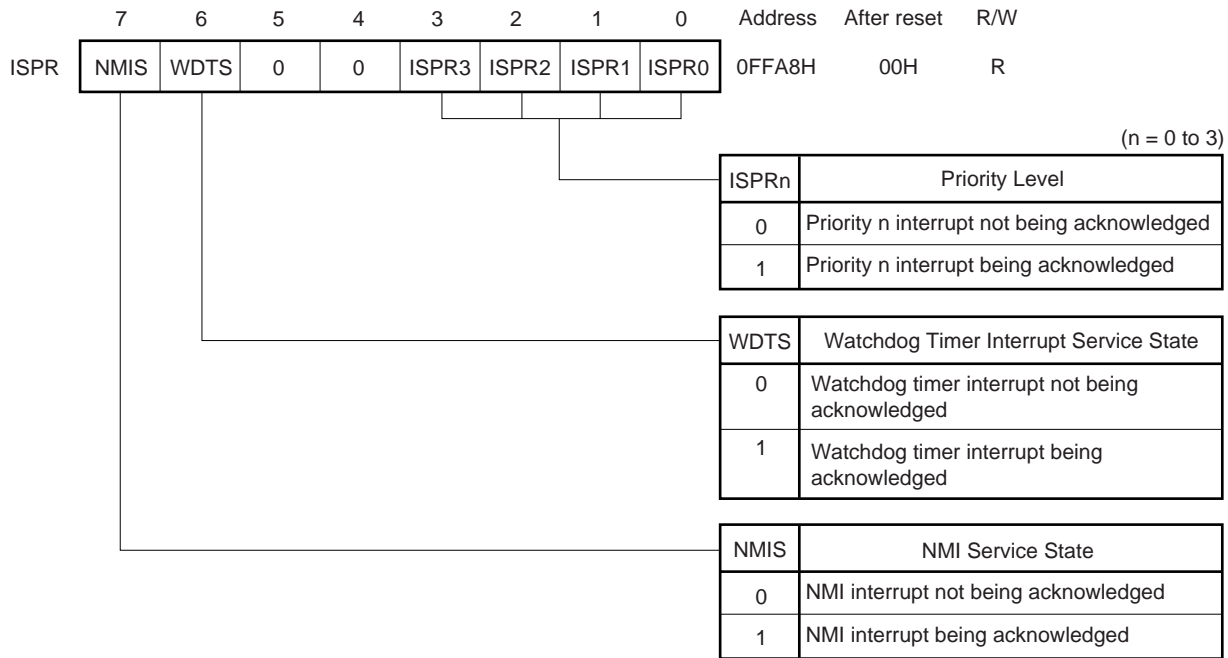 7 6 5 4 3 2 1 0 Address After reset R/W
ISPR NMIS WDTS 0 0 ISPR3 ISPR2 ISPR1 ISPR0 0FFA8H 00H R
(n = 0 to 3)
ISPRn Priority Level
0 Priority n interrupt not being acknowledged
1 Priority n interrupt being acknowledged
WDTS Watchdog Timer Interrupt Service State
0 Watchdog timer interrupt not being
acknowledged
1 Watchdog timer interrupt being
acknowledged
NMIS NMI Service State
0 NMI interrupt not being acknowledged
1 NMI interrupt being acknowledged